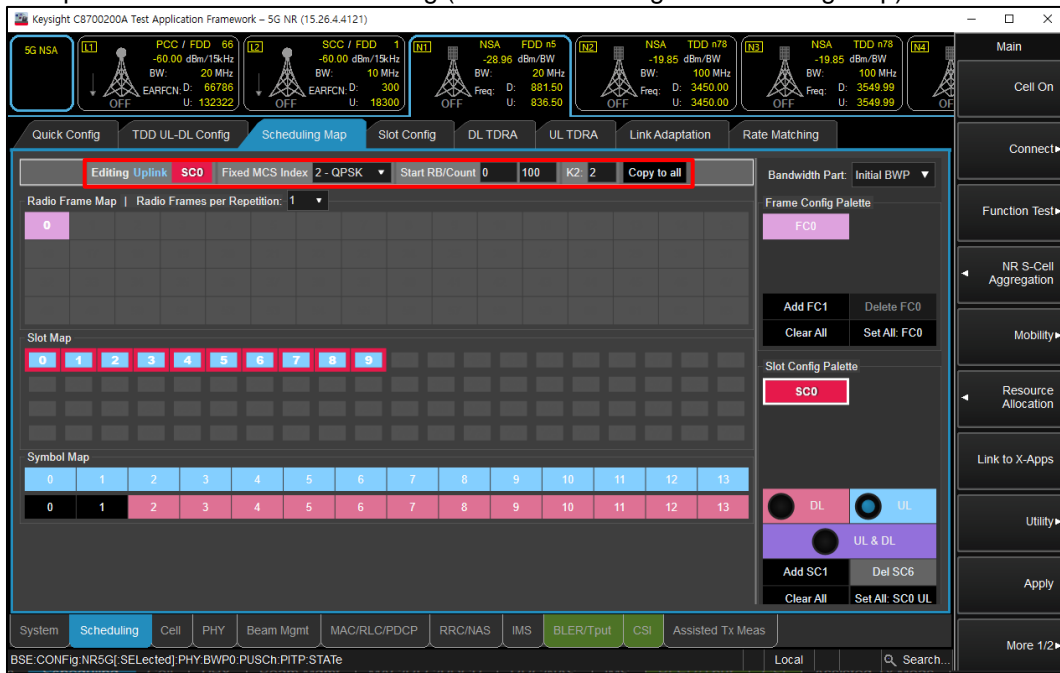 Keysight C8700200A Test Application Framework – 5G NR (15.26.4.4121)
5G NSA
L1 PCC / FDD 66
-60.00 dBm/15kHz
BW: 20 MHz
EARFCN: D: 66786
U: 132322
OFF
L2 SCC / FDD 1
-60.00 dBm/15kHz
BW: 10 MHz
EARFCN: D: 300
U: 18300
OFF
N1 NSA FDD n5
-28.96 dBm/BW
BW: 20 MHz
Freq: D: 881.50
U: 836.50
OFF
N2 NSA TDD n78
-19.85 dBm/BW
BW: 100 MHz
Freq: D: 3450.00
U: 3450.00
OFF
N3 NSA TDD n78
-19.85 dBm/BW
BW: 100 MHz
Freq: D: 3549.99
U: 3549.99
OFF
N4
Main
Cell On
Connect
Function Test
NR S-Cell
Aggregation
Mobility
Resource
Allocation
Link to X-Apps
Utility
Apply
More 1/2
Quick Config TDD UL-DL Config Scheduling Map Slot Config DL TDRA UL TDRA Link Adaptation Rate Matching
Editing Uplink SC0 Fixed MCS Index 2 - QPSK Start RB/Count 0 100 K2: 2 Copy to all
Bandwidth Part: Initial BWP
Radio Frame Map | Radio Frames per Repetition: 1
0
Frame Config Palette
FC0
Add FC1 Delete FC0
Clear All Set All: FC0
Slot Map
0 1 2 3 4 5 6 7 8 9
Slot Config Palette
SC0
Symbol Map
0 1 2 3 4 5 6 7 8 9 10 11 12 13
0 1 2 3 4 5 6 7 8 9 10 11 12 13
DL UL
UL & DL
Add SC1 Del SC6
Clear All Set All: SC0 UL
System Scheduling Cell PHY Beam Mgmt MAC/RLC/PDCP RRC/NAS IMS BLER/Tput CSI Assisted Tx Meas
BSE:CONFig:NR5G[:SELected]:PHY:BWP0:PUSCh:PITP:STATe
Local Search...